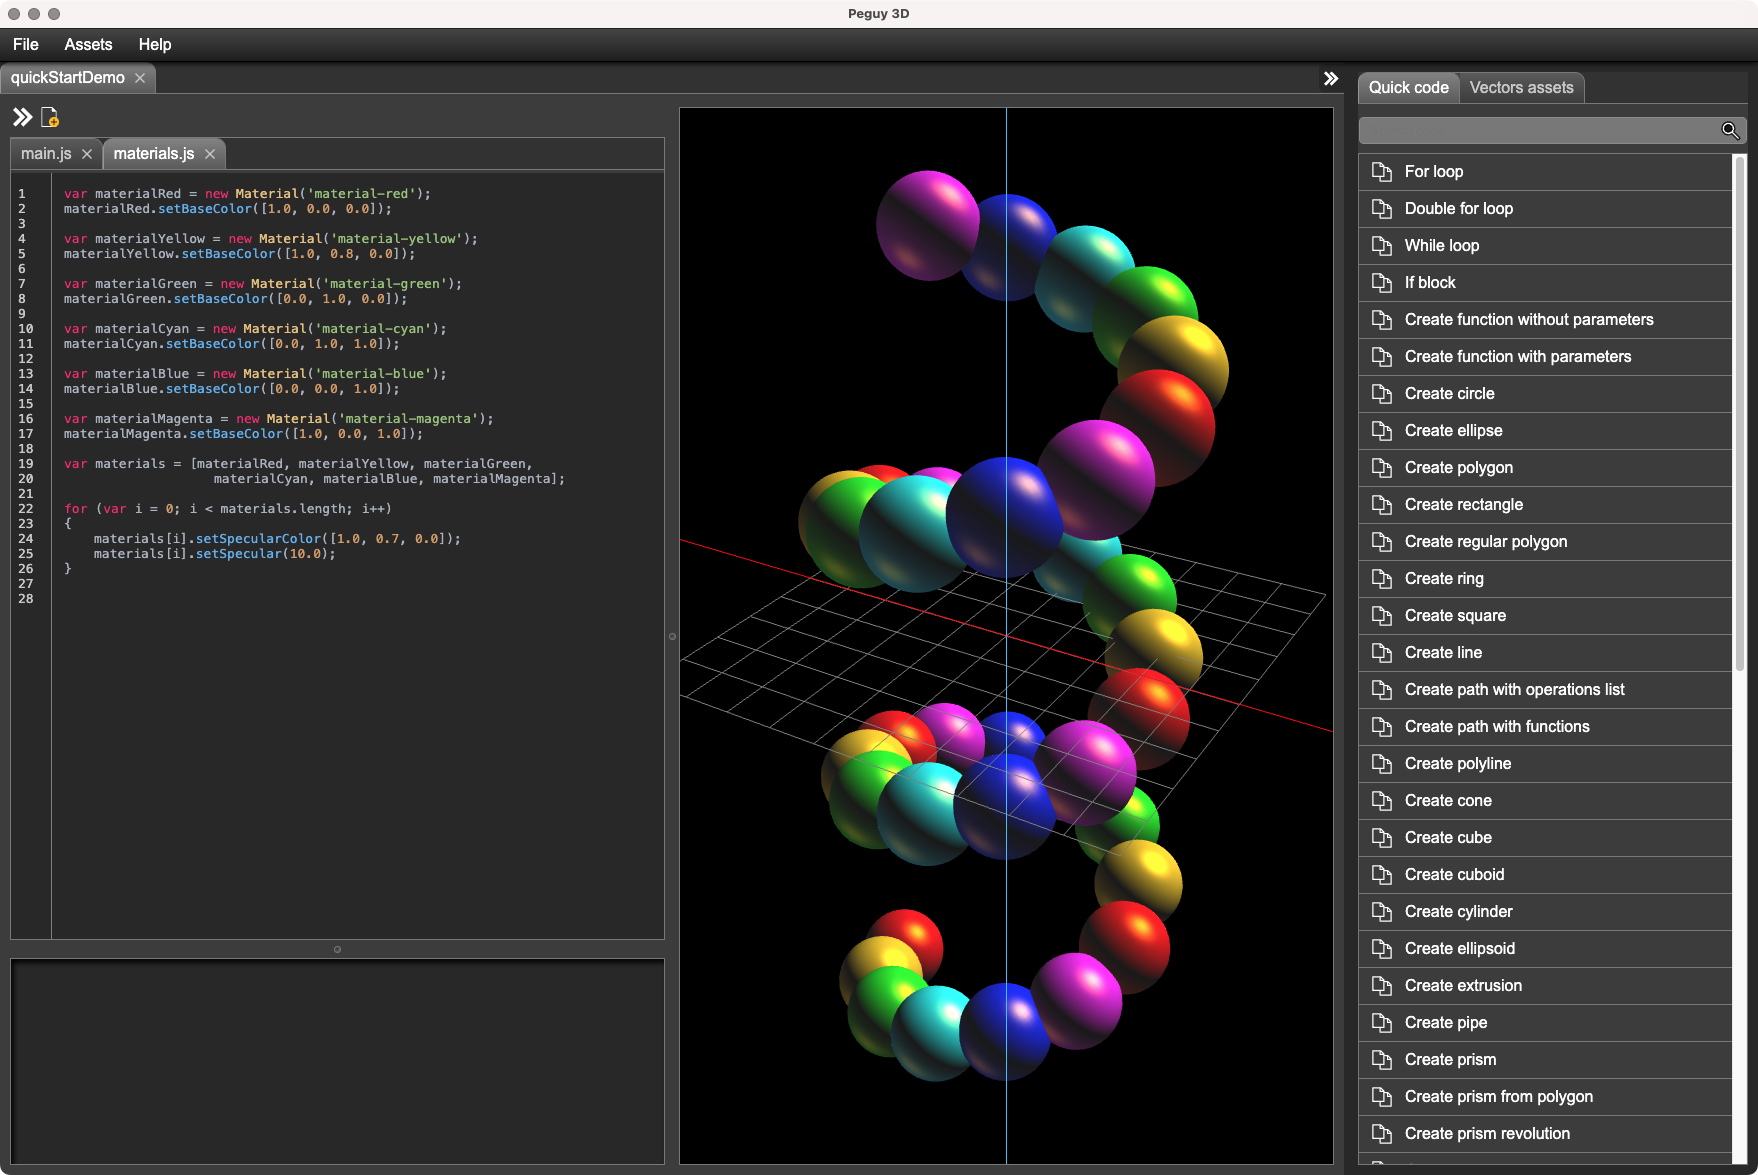 Peguy 3D
File Assets Help
quickStartDemo
main.js materials.js
1 var materialRed = new Material('material-red');
2 materialRed.setBaseColor([1.0, 0.0, 0.0]);
3
4 var materialYellow = new Material('material-yellow');
5 materialYellow.setBaseColor([1.0, 0.8, 0.0]);
6
7 var materialGreen = new Material('material-green');
8 materialGreen.setBaseColor([0.0, 1.0, 0.0]);
9
10 var materialCyan = new Material('material-cyan');
11 materialCyan.setBaseColor([0.0, 1.0, 1.0]);
12
13 var materialBlue = new Material('material-blue');
14 materialBlue.setBaseColor([0.0, 0.0, 1.0]);
15
16 var materialMagenta = new Material('material-magenta');
17 materialMagenta.setBaseColor([1.0, 0.0, 1.0]);
18
19 var materials = [materialRed, materialYellow, materialGreen,
20 materialCyan, materialBlue, materialMagenta];
21
22 for (var i = 0; i < materials.length; i++)
23 {
24 materials[i].setSpecularColor([1.0, 0.7, 0.0]);
25 materials[i].setSpecular(10.0);
26 }
27
28
Quick code Vectors assets
For loop
Double for loop
While loop
If block
Create function without parameters
Create function with parameters
Create circle
Create ellipse
Create polygon
Create rectangle
Create regular polygon
Create ring
Create square
Create line
Create path with operations list
Create path with functions
Create polyline
Create cone
Create cube
Create cuboid
Create cylinder
Create ellipsoid
Create extrusion
Create pipe
Create prism
Create prism from polygon
Create prism revolution